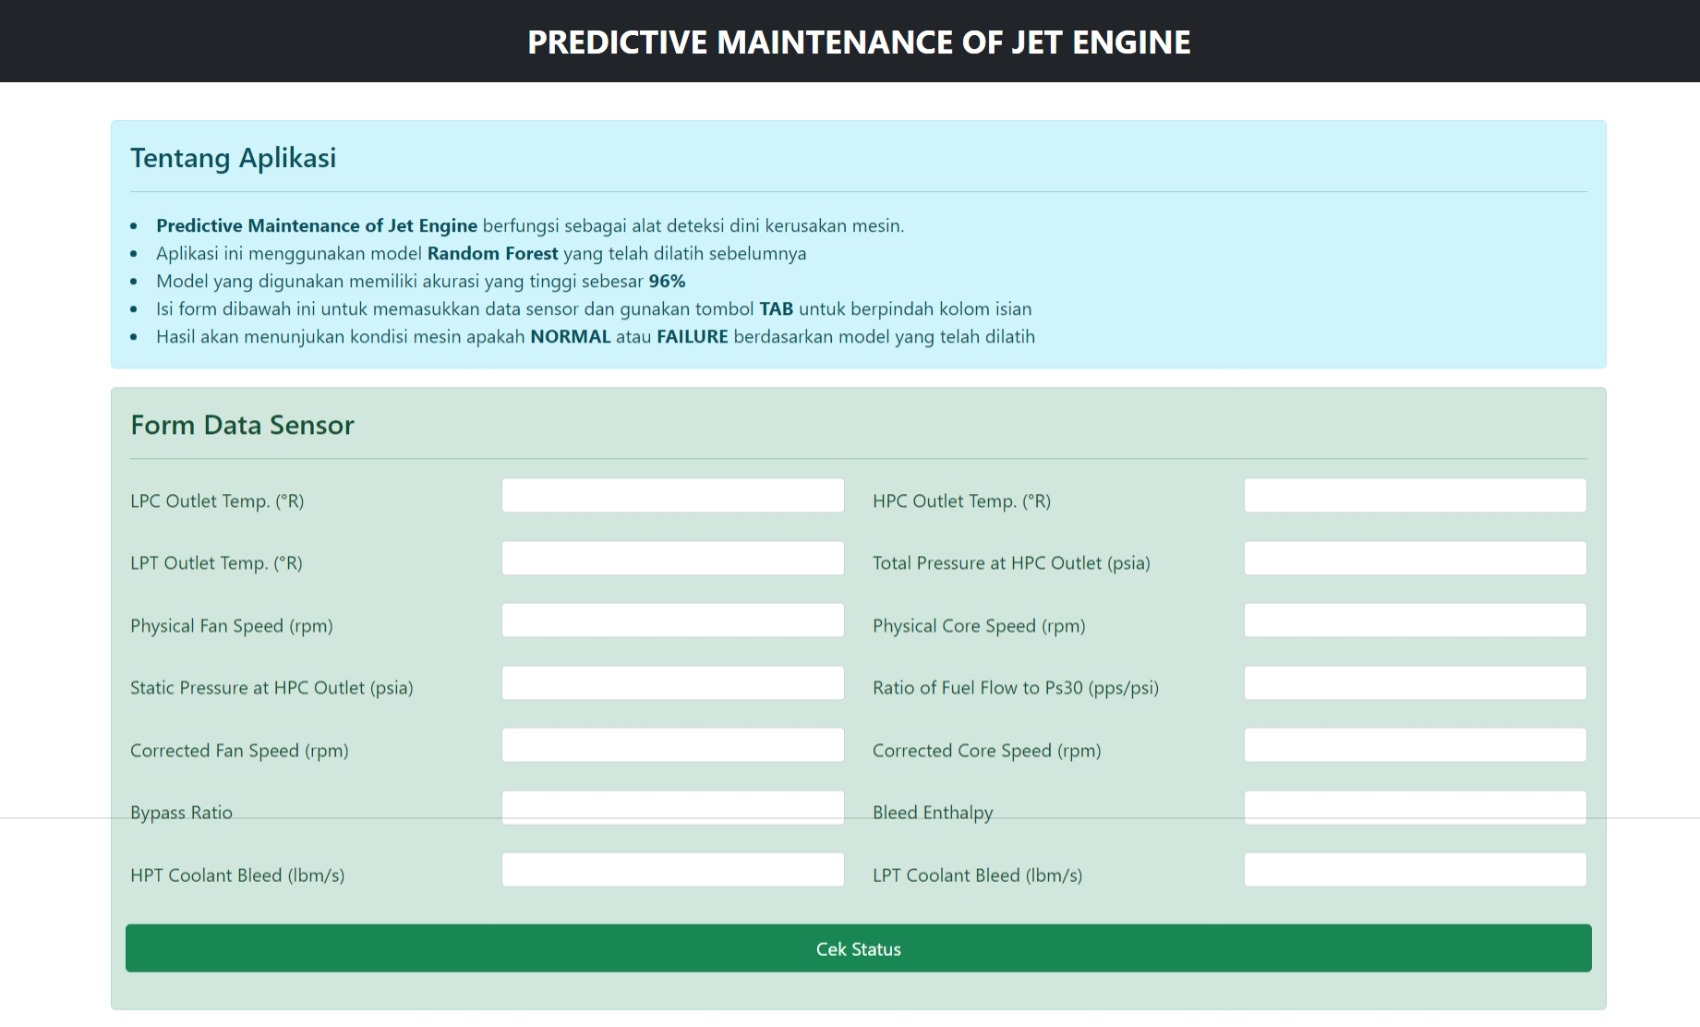 PREDICTIVE MAINTENANCE OF JET ENGINE
Tentang Aplikasi
Predictive Maintenance of Jet Engine berfungsi sebagai alat deteksi dini kerusakan mesin.
Aplikasi ini menggunakan model Random Forest yang telah dilatih sebelumnya
Model yang digunakan memiliki akurasi yang tinggi sebesar 96%
Isi form dibawah ini untuk memasukkan data sensor dan gunakan tombol TAB untuk berpindah kolom isian
Hasil akan menunjukan kondisi mesin apakah NORMAL atau FAILURE berdasarkan model yang telah dilatih
Form Data Sensor
LPC Outlet Temp. (°R)
HPC Outlet Temp. (°R)
LPT Outlet Temp. (°R)
Total Pressure at HPC Outlet (psia)
Physical Fan Speed (rpm)
Physical Core Speed (rpm)
Static Pressure at HPC Outlet (psia)
Ratio of Fuel Flow to Ps30 (pps/psi)
Corrected Fan Speed (rpm)
Corrected Core Speed (rpm)
Bypass Ratio
Bleed Enthalpy
HPT Coolant Bleed (lbm/s)
LPT Coolant Bleed (lbm/s)
Cek Status